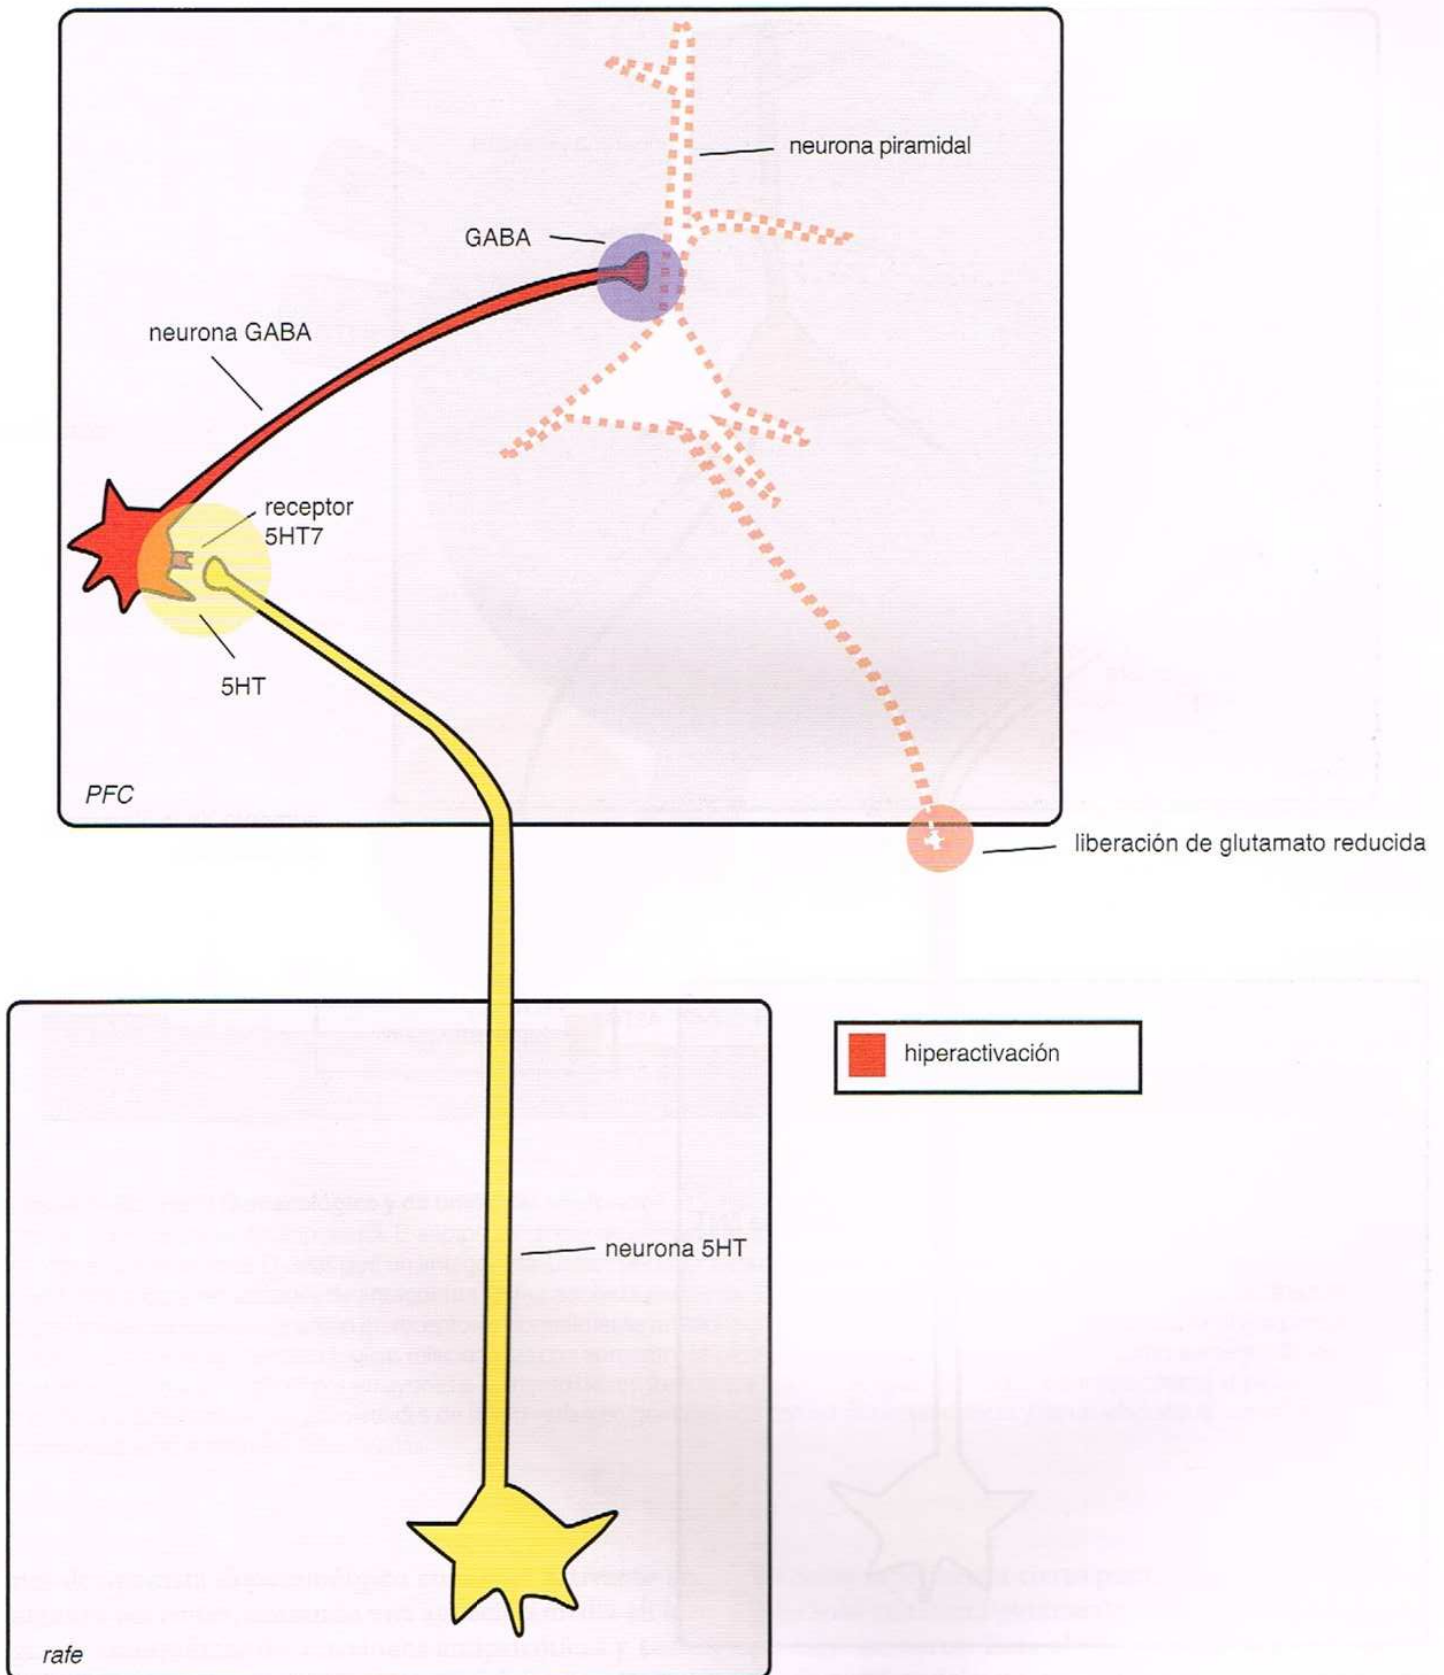 neurona piramidal
GABA
neurona GABA
receptor
5HT7
5HT
PFC
liberación de glutamato reducida
hiperactivación
neurona 5HT
rafe